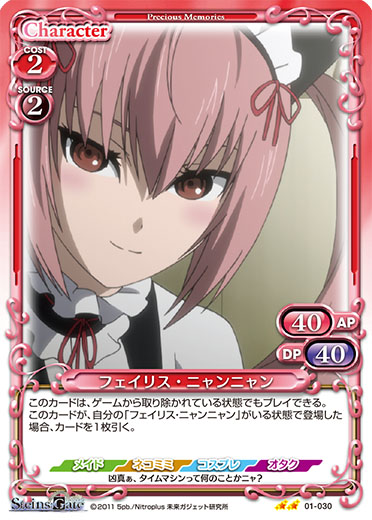 Precious Memories
Character
COST
2
SOURCE
2
40 AP
DP 40
フェイリス・ニャンニャン
このカードは、ゲームから取り除かれている状態でもプレイできる。
このカードが、自分の「フェイリス・ニャンニャン」がいる状態で登場した
場合、カードを1枚引く。
メイド ネコミミ コスプレ オタク
凶真ぁ、タイムマシンって何のことかニャ?
Steins;Gate ©2011 5pb./Nitroplus 未来ガジェット研究所 01-030